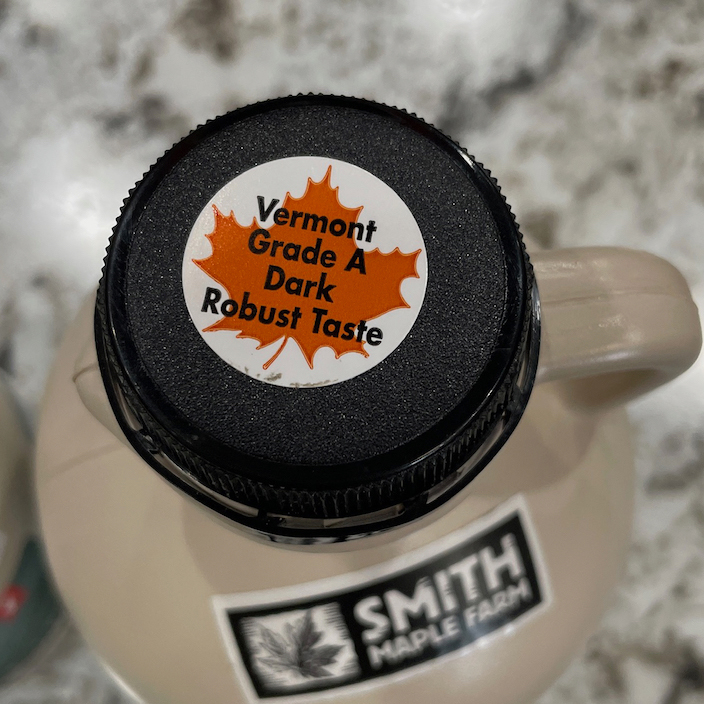 Vermont
Grade A
Dark
Robust Taste
SMITH
MAPLE FARM